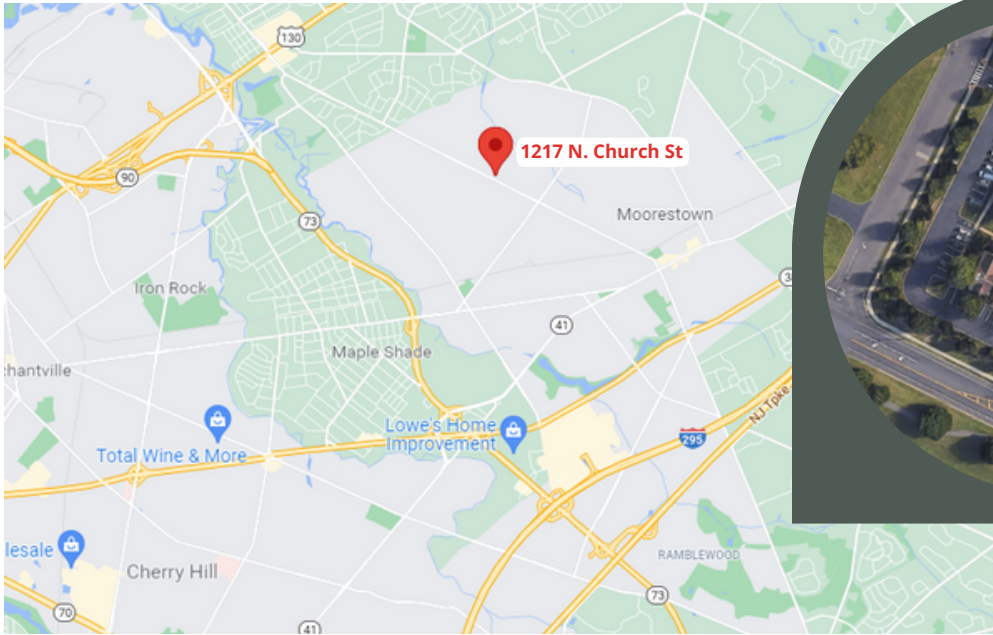 130
1217 N. Church St
90
Moorestown
73
Iron Rock
41
Maple Shade
chantville
Lowe's Home
Improvement
Total Wine & More
295
NJ Tpke
lesale
Cherry Hill
RAMBLEWOOD
73
70
41